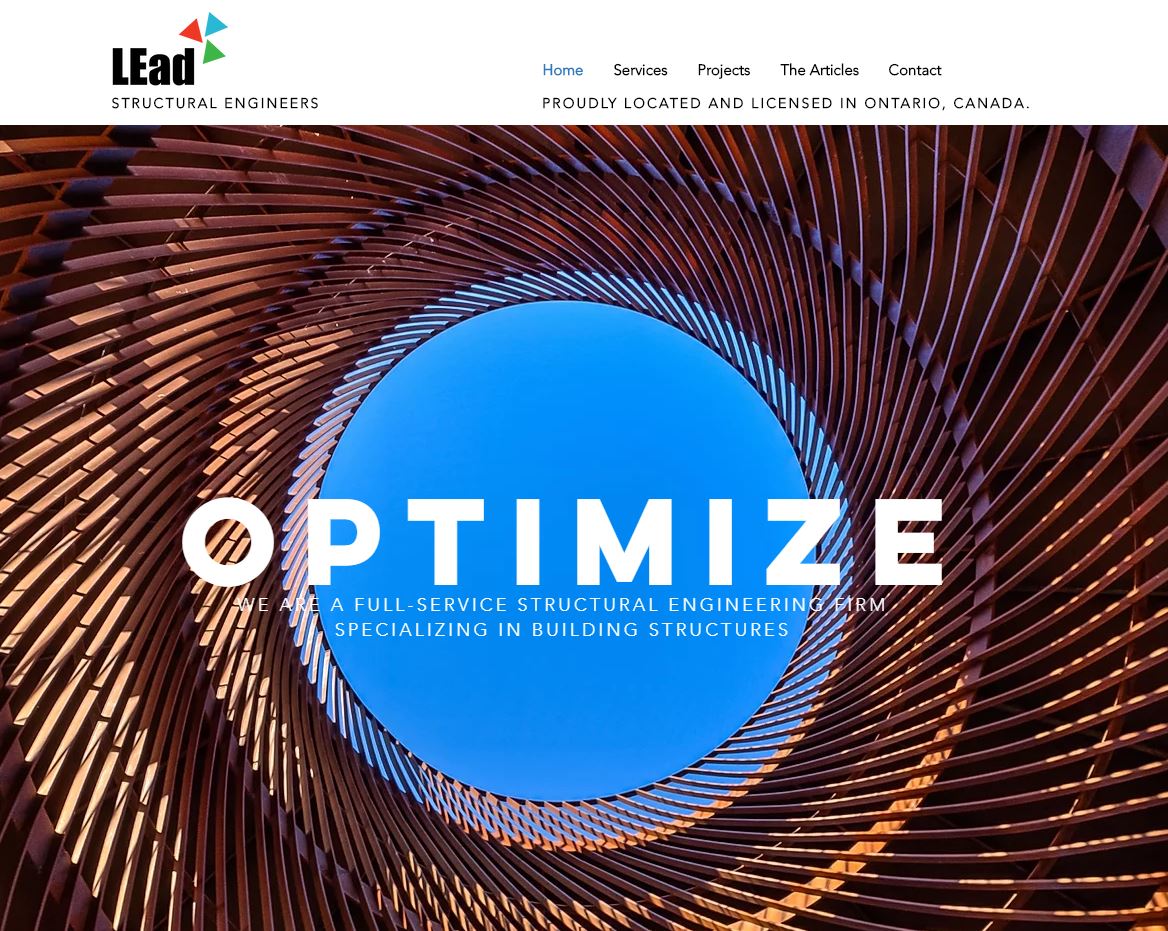 LEad
STRUCTURAL ENGINEERS
Home Services Projects The Articles Contact
PROUDLY LOCATED AND LICENSED IN ONTARIO, CANADA.
OPTIMIZE
WE ARE A FULL-SERVICE STRUCTURAL ENGINEERING FIRM
SPECIALIZING IN BUILDING STRUCTURES